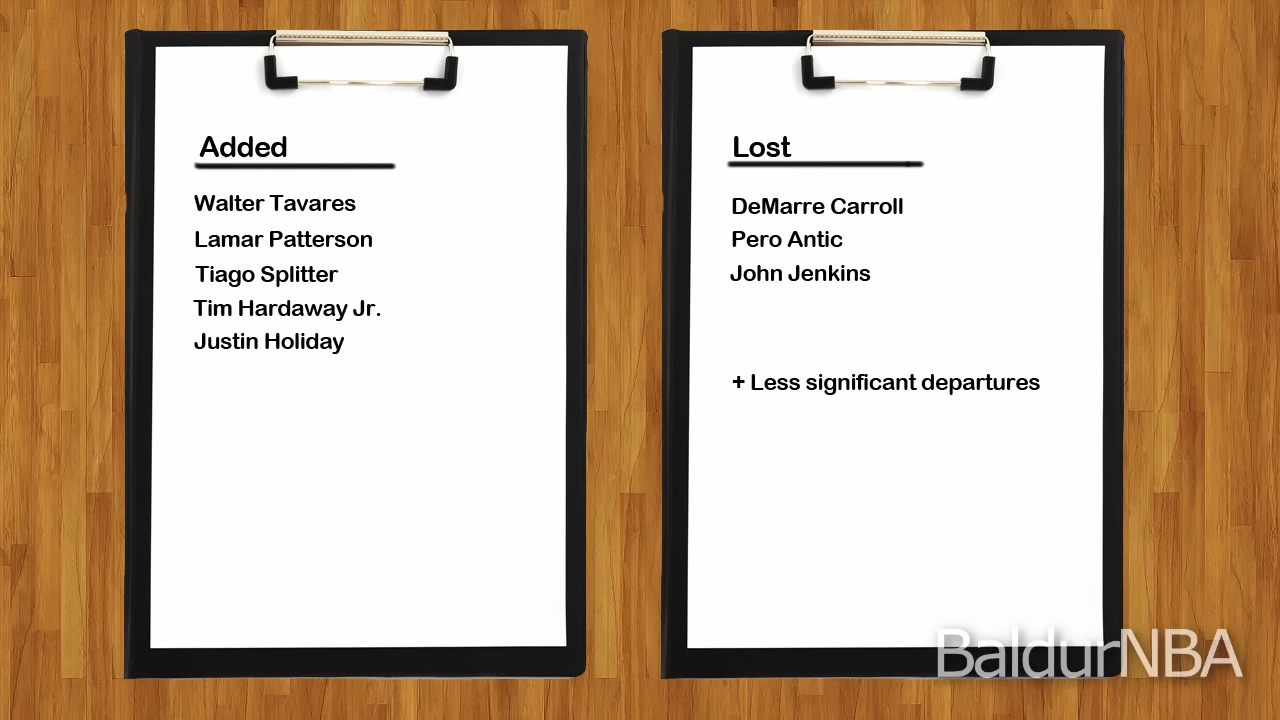 Added
Walter Tavares
Lamar Patterson
Tiago Splitter
Tim Hardaway Jr.
Justin Holiday
Lost
DeMarre Carroll
Pero Antic
John Jenkins
+ Less significant departures
BaldurNBA